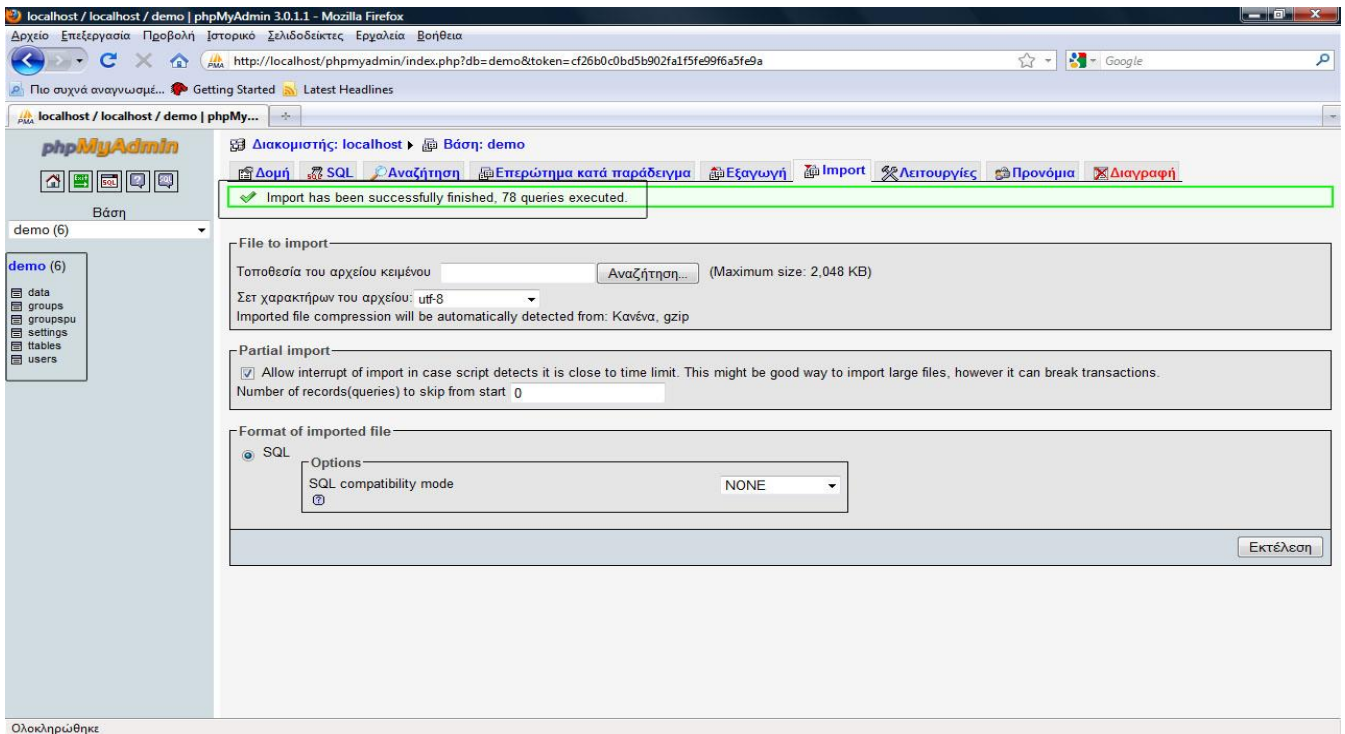 localhost / localhost / demo | phpMyAdmin 3.0.1.1 - Mozilla Firefox
Αρχείο Επεξεργασία Προβολή Ιστορικό Σελιδοδείκτες Εργαλεία Βοήθεια
http://localhost/phpmyadmin/index.php?db=demo&token=cf26b0c0bd5b902fa1f5fe99f6a5fe9a
Google
Πιο συχνά αναγνωσμέ... Getting Started Latest Headlines
localhost / localhost / demo | phpMy...
phpMyAdmin
Βάση
demo (6)
demo (6)
data
groups
groupspu
settings
ttables
users
Διακομιστής: localhost Βάση: demo
Δομή SQL Αναζήτηση Επερώτημα κατά παράδειγμα Εξαγωγή Import Λειτουργίες Προνόμια Διαγραφή
Import has been successfully finished, 78 queries executed.
File to import
Τοποθεσία του αρχείου κειμένου Αναζήτηση... (Maximum size: 2,048 KB)
Σετ χαρακτήρων του αρχείου: utf-8
Imported file compression will be automatically detected from: Κανένα, gzip
Partial import
Allow interrupt of import in case script detects it is close to time limit. This might be good way to import large files, however it can break transactions.
Number of records(queries) to skip from start 0
Format of imported file
SQL
Options
SQL compatibility mode NONE
Εκτέλεση
Ολοκληρώθηκε